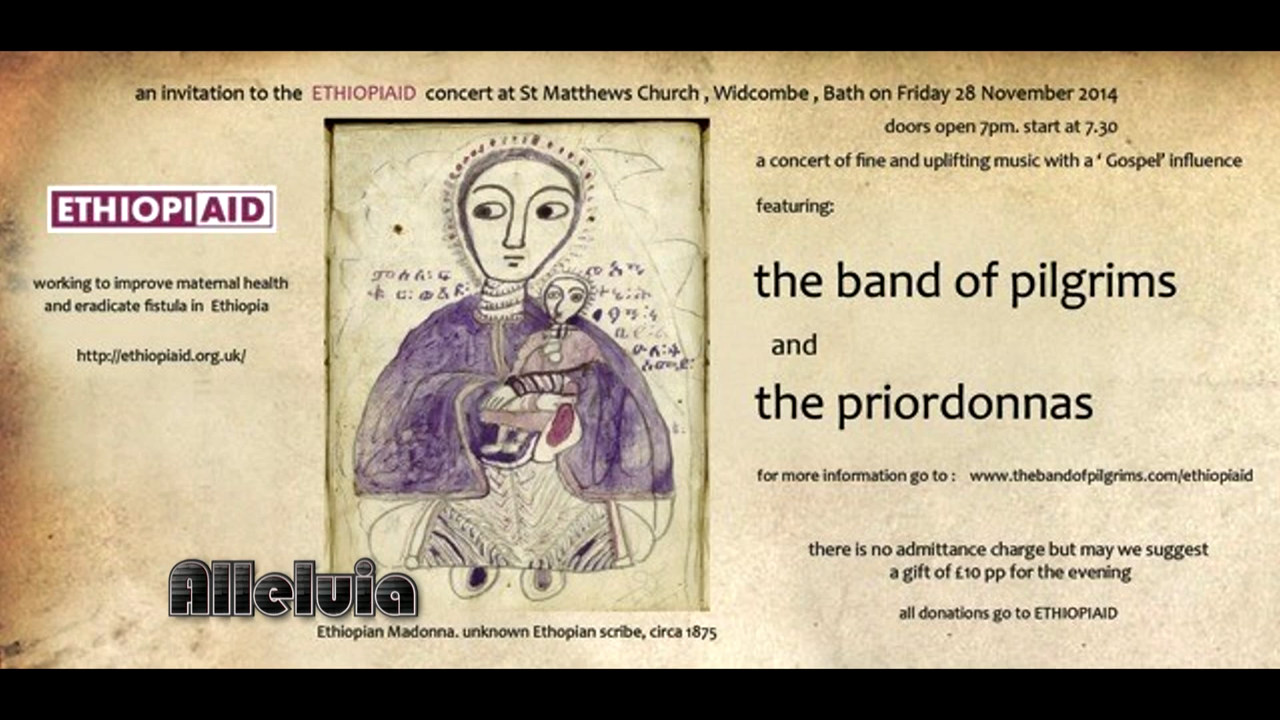 an invitation to the ETHIOPIAID concert at St Matthews Church , Widcombe , Bath on Friday 28 November 2014
doors open 7pm. start at 7.30
a concert of fine and uplifting music with a ‘ Gospel’ influence
featuring:
the band of pilgrims
and
the priordonnas
for more information go to : www.thebandofpilgrims.com/ethiopiaid
there is no admittance charge but may we suggest
a gift of £10 pp for the evening
all donations go to ETHIOPIAID
ETHIOPIAID
working to improve maternal health
and eradicate fistula in Ethiopia
http://ethiopiaid.org.uk/
Alleluia
Ethiopian Madonna. unknown Ethopian scribe, circa 1875